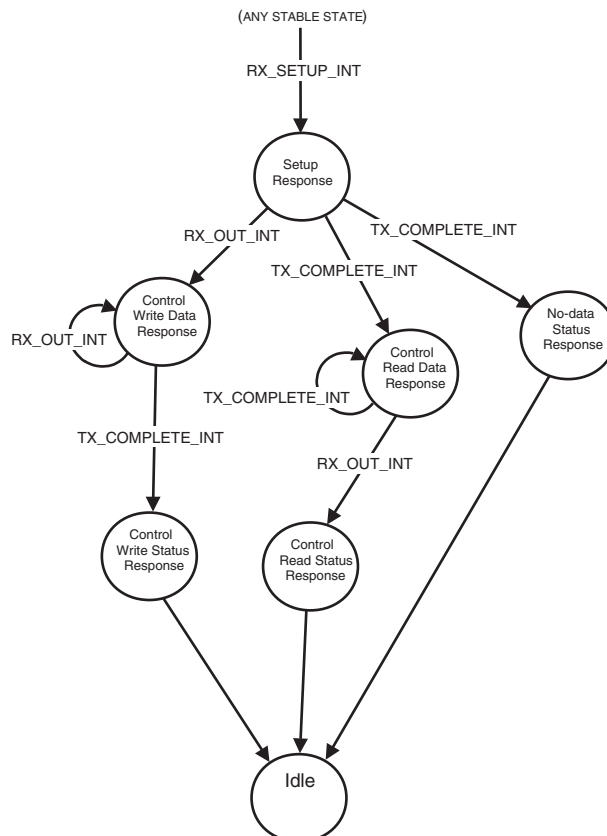 (ANY STABLE STATE)
RX_SETUP_INT
Setup
Response
RX_OUT_INT
TX_COMPLETE_INT
TX_COMPLETE_INT
Control
Write Data
Response
RX_OUT_INT
No-data
Status
Response
Control
Read Data
Response
TX_COMPLETE_INT
TX_COMPLETE_INT
RX_OUT_INT
Control
Write Status
Response
Control
Read Status
Response
Idle